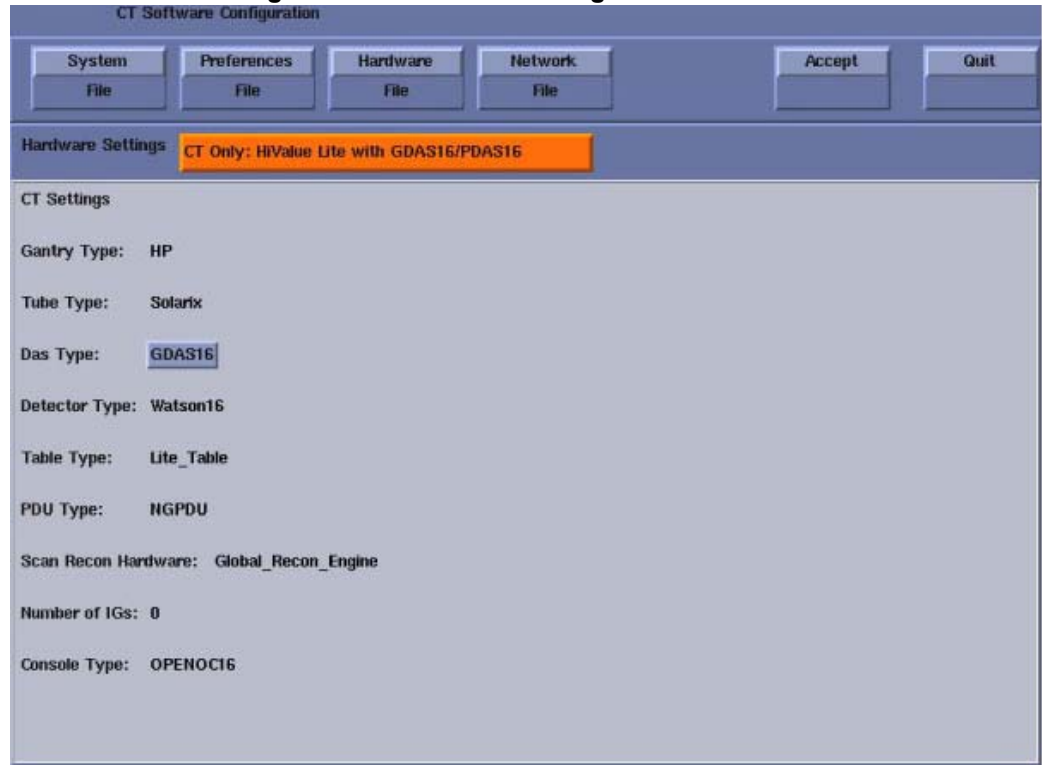 CT Software Configuration
System Preferences Hardware Network Accept Quit
File File File File
Hardware Settings CT Only: HiValue Lite with GDAS16/PDAS16
CT Settings
Gantry Type: HP
Tube Type: Solarix
Das Type: GDAS16
Detector Type: Watson16
Table Type: Lite_Table
PDU Type: NGPDU
Scan Recon Hardware: Global_Recon_Engine
Number of IGs: 0
Console Type: OPENOC16